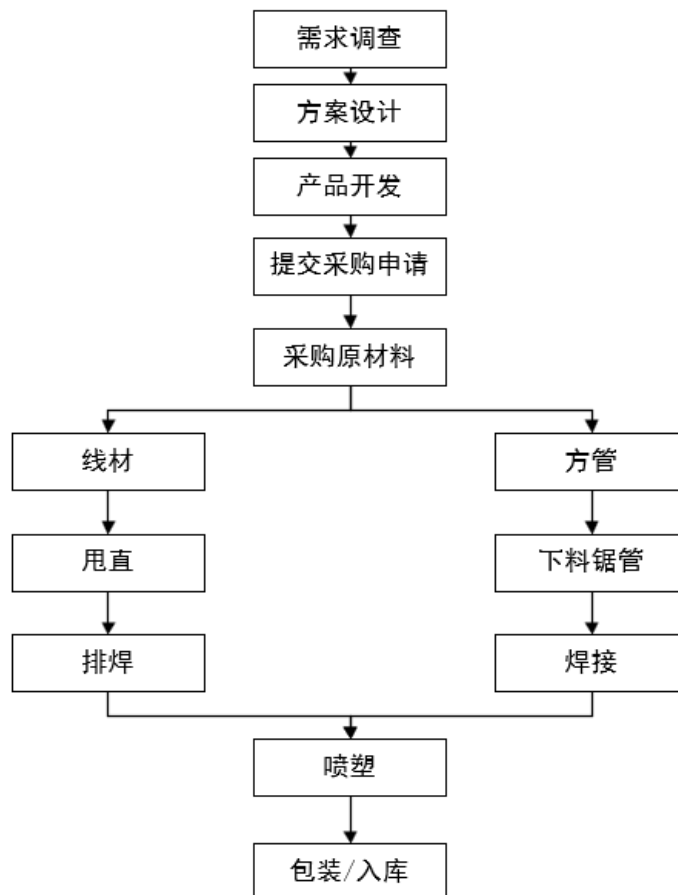 需求调查
方案设计
产品开发
提交采购申请
采购原材料
线材
方管
甩直
下料锯管
排焊
焊接
喷塑
包装/入库